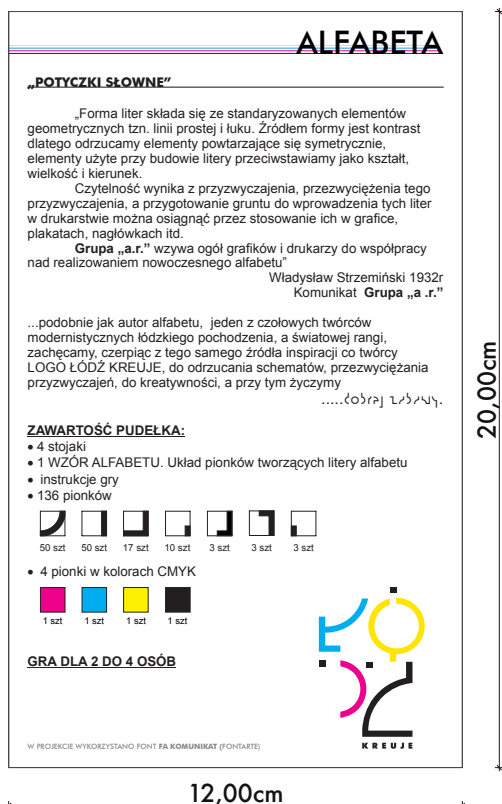 ALFABETA
„POTYCZKI SŁOWNE”
„Forma liter składa się ze standaryzowanych elementów
geometrycznych tzn. linii prostej i łuku. Źródłem formy jest kontrast
dlatego odrzucamy elementy powtarzające się symetrycznie,
elementy użyte przy budowie litery przeciwstawiamy jako kształt,
wielkość i kierunek.
Czytelność wynika z przyzwyczajenia, przezwyciężenia tego
przyzwyczajenia, a przygotowanie gruntu do wprowadzenia tych liter
w drukarstwie można osiągnąć przez stosowanie ich w grafice,
plakatach, nagłówkach itd.
Grupa „a.r.” wzywa ogół grafików i drukarzy do współpracy
nad realizowaniem nowoczesnego alfabetu”
Władysław Strzemiński 1932r
Komunikat Grupa „a .r.”
...podobnie jak autor alfabetu, jeden z czołowych twórców
modernistycznych łódzkiego pochodzenia, a światowej rangi,
zachęcamy, czerpiąc z tego samego źródła inspiracji co twórcy
LOGO ŁÓDŹ KREUJE, do odrzucania schematów, przezwyciężania
przyzwyczajeń, do kreatywności, a przy tym życzymy
ZAWARTOŚĆ PUDEŁKA:
• 4 stojaki
• 1 WZÓR ALFABETU. Układ pionków tworzących litery alfabetu
• instrukcje gry
• 136 pionków
50 szt 50 szt 17 szt 10 szt 3 szt 3 szt 3 szt
• 4 pionki w kolorach CMYK
1 szt 1 szt 1 szt 1 szt
GRA DLA 2 DO 4 OSÓB
KREUJE
W PROJEKCIE WYKORZYSTANO FONT FA KOMUNIKAT (FONTARTE)
20,00cm
12,00cm